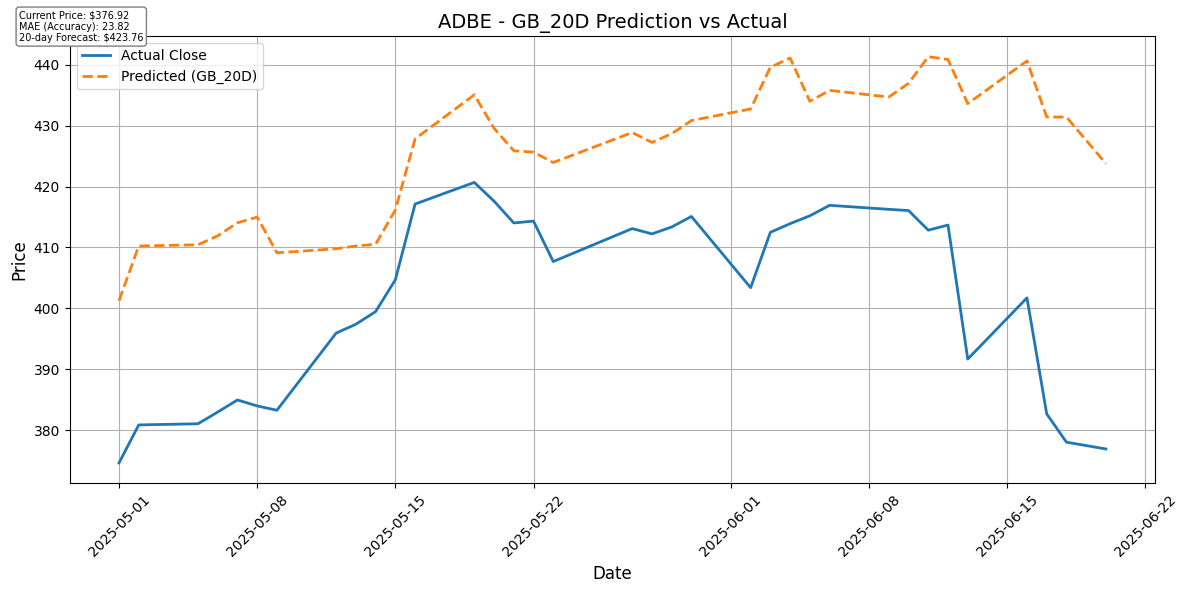 ADBE - GB_20D Prediction vs Actual
Current Price: $376.92
MAE (Accuracy): 23.82
20-day Forecast: $423.76
Actual Close
Predicted (GB_20D)
Price
440
430
420
410
400
390
380
2025-05-01
2025-05-08
2025-05-15
2025-05-22
2025-06-01
2025-06-08
2025-06-15
2025-06-22
Date